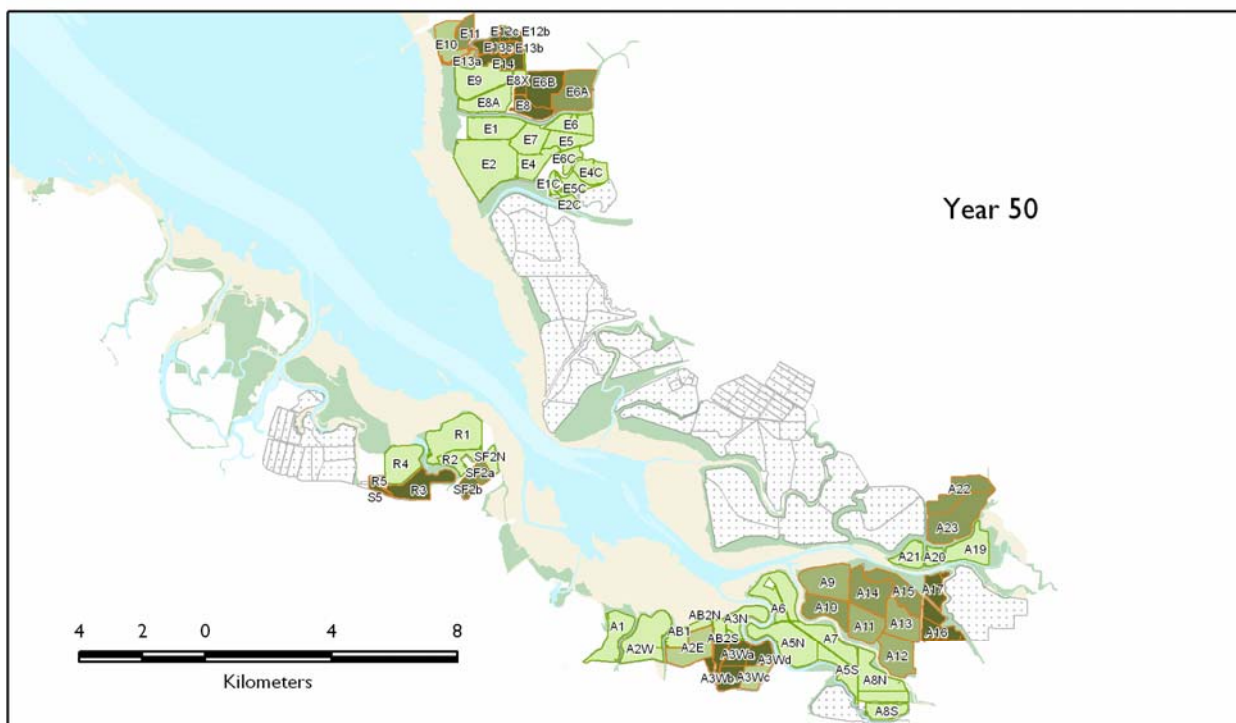 E11 E12c E12b
E10 E13c E13b
E13a E14
E9 E8X E6B E6A
E8A E8
E1 E6
E7 E5
E2 E4 E6C
E4C
E1C E5C
E2C
Year 50
R1
R4 R2 SF2N
R5 R3 SF2a
S5 SF2b
A22
A23
A21 A20 A19
A9 A14 A15 A17
A10
A6
A11 A13 A16
A1 AB1 AB2N A3N
A2W A2E AB2S A5N A7
A3Wa A3Wd A12
A3Wb A3Wc A5S A8N
A8S
4 2 0 4 8
Kilometers